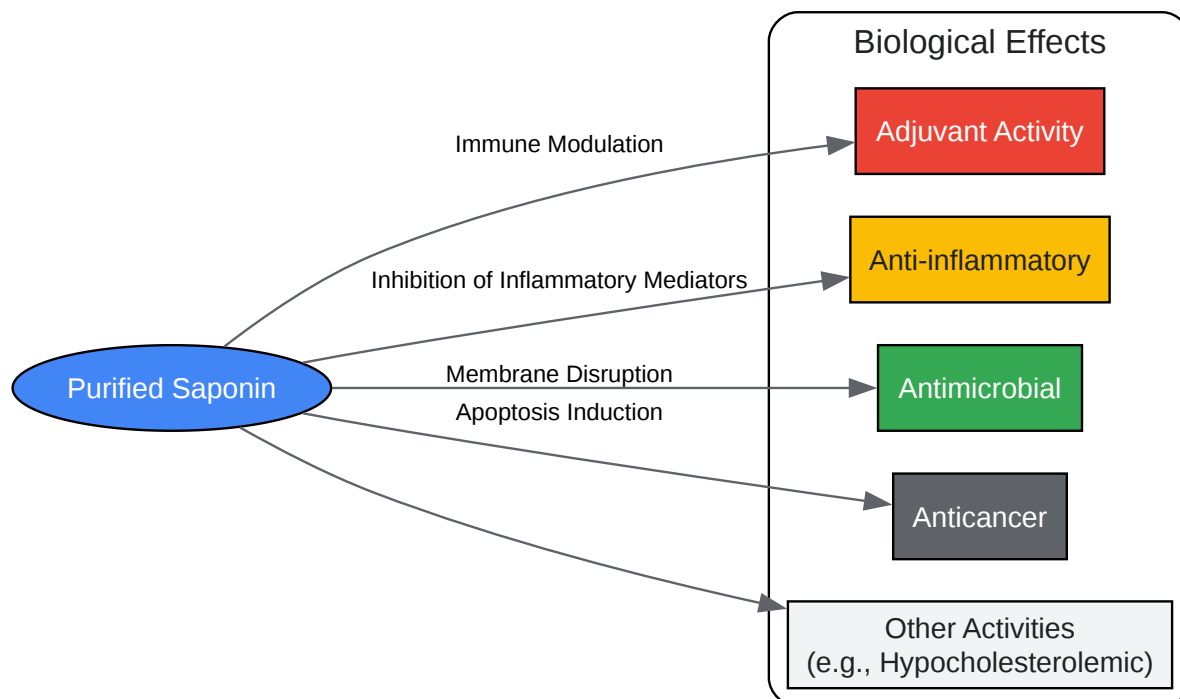 Biological Effects
Immune Modulation
Adjuvant Activity
Inhibition of Inflammatory Mediators
Anti-inflammatory
Purified Saponin
Membrane Disruption
Antimicrobial
Apoptosis Induction
Anticancer
Other Activities
(e.g., Hypocholesterolemic)